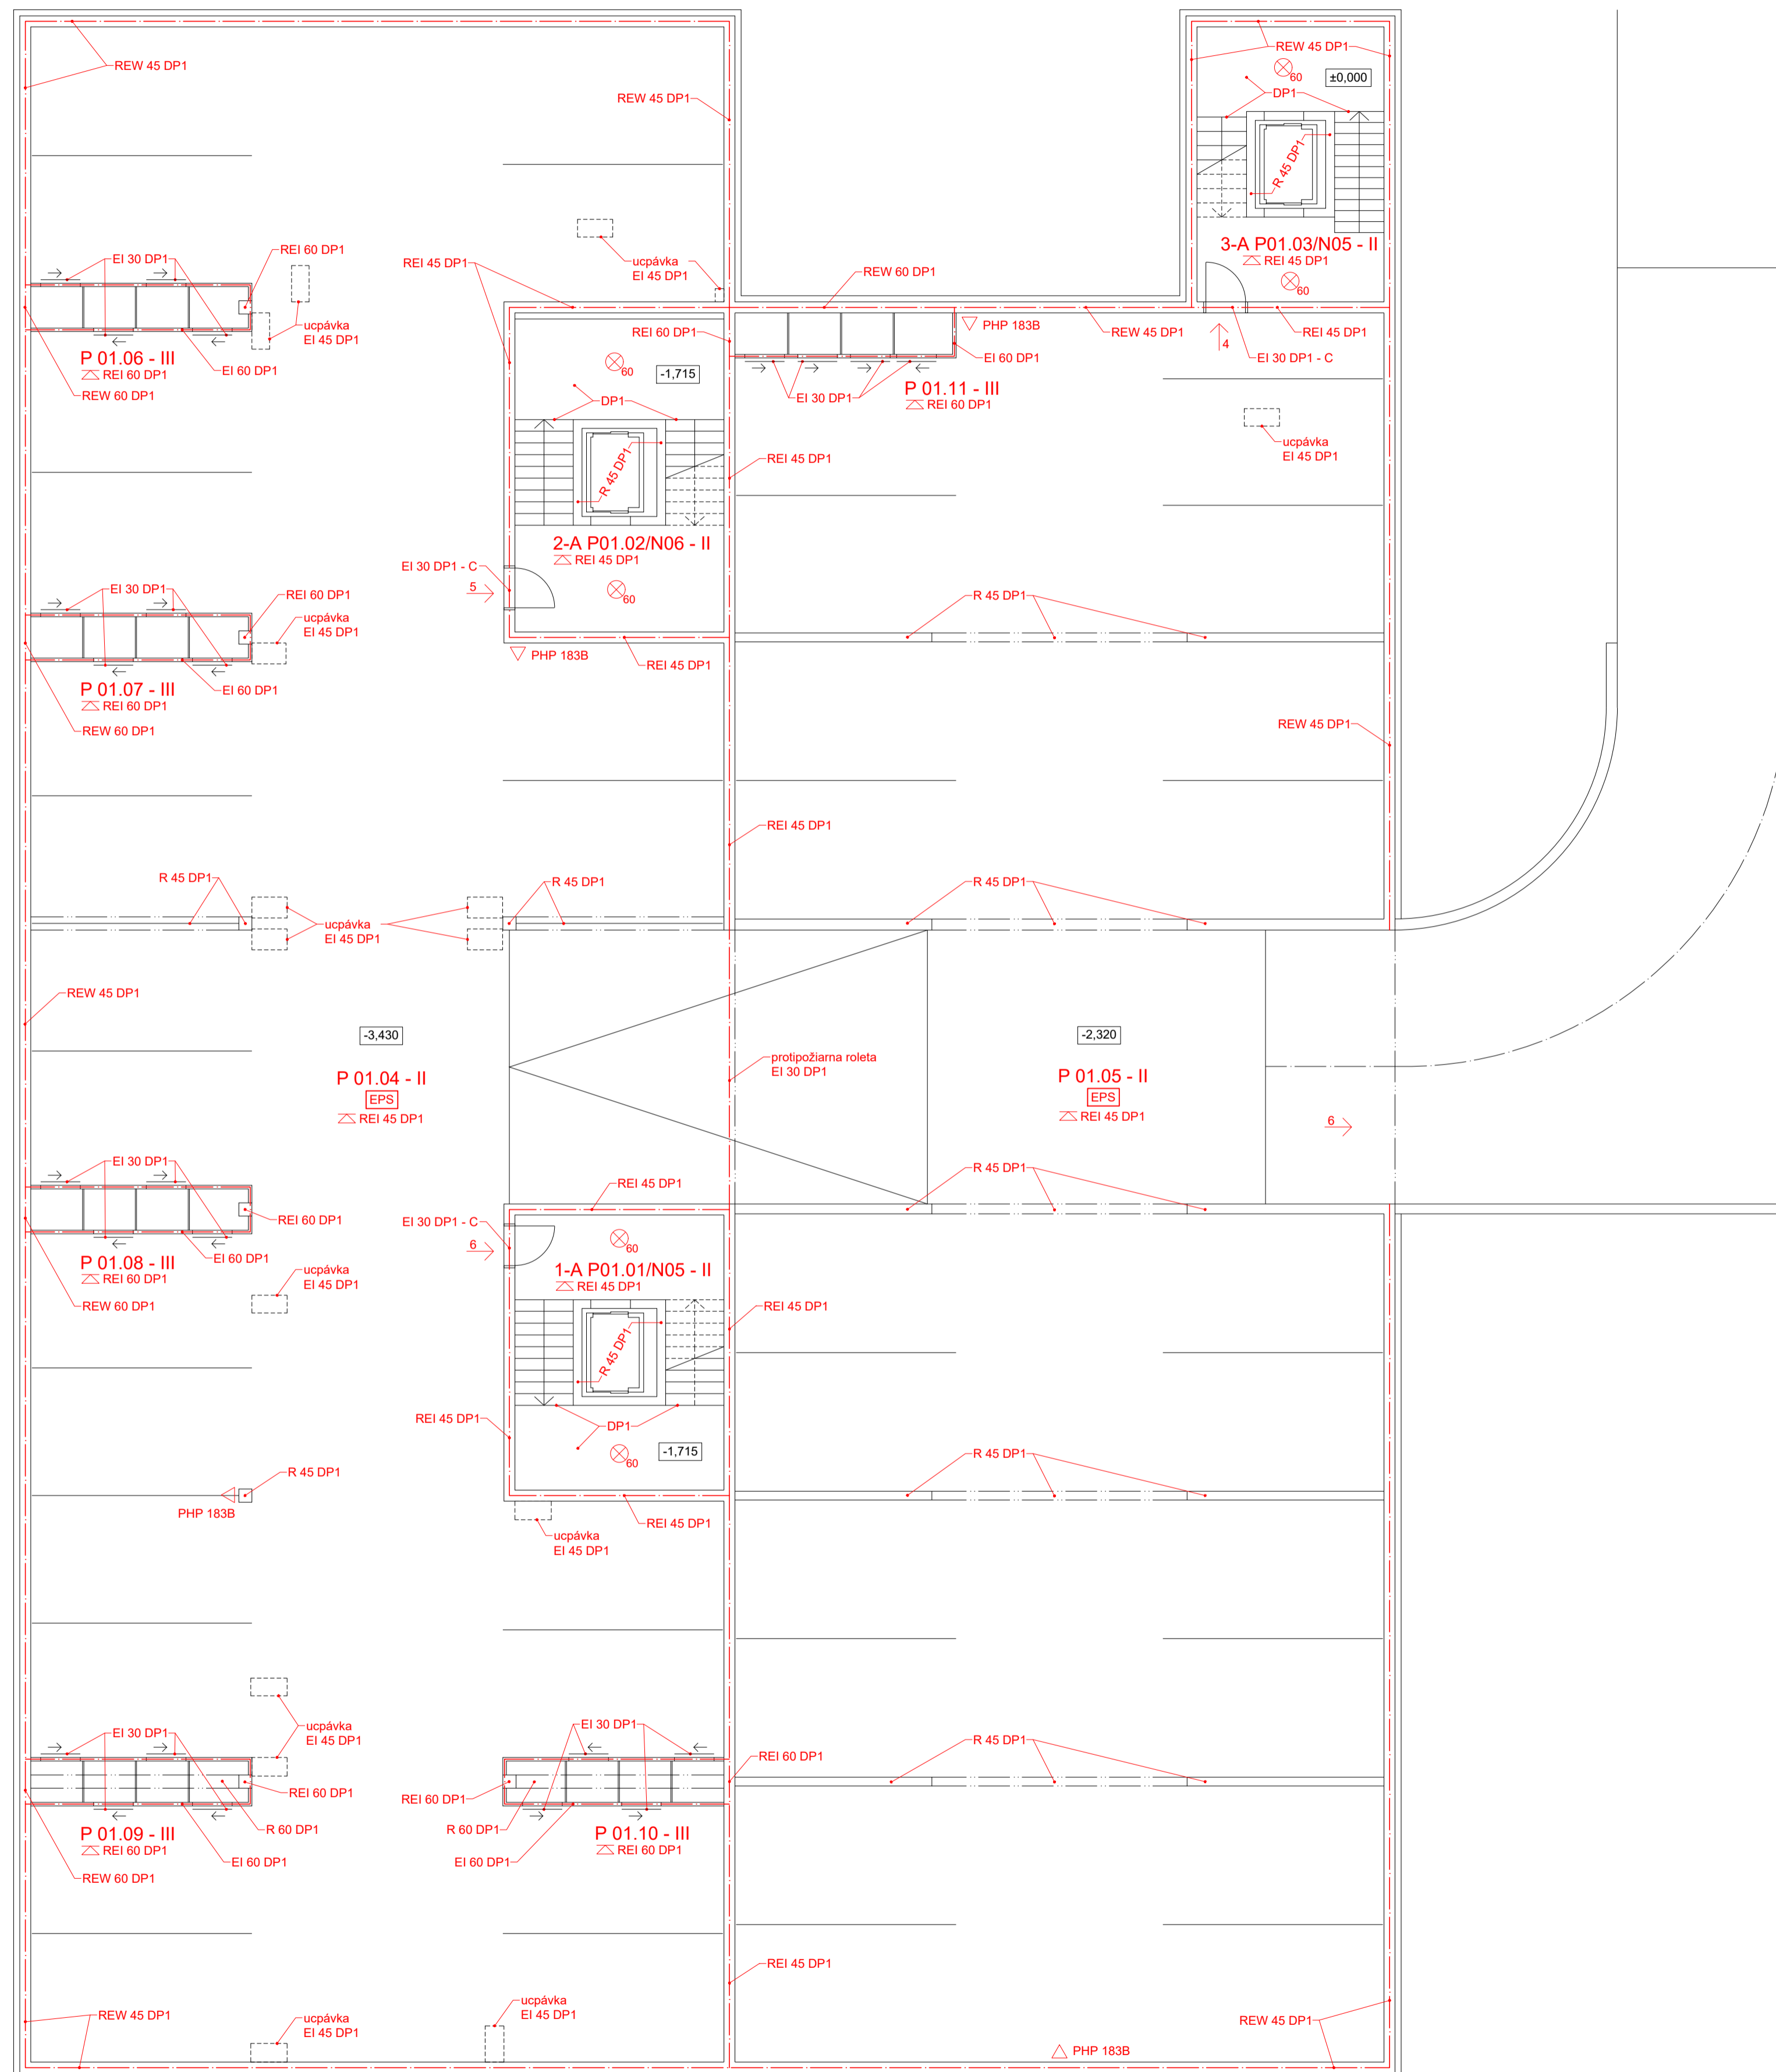 REW 45 DP1
REW 45 DP1
REW 45 DP1
60
±0,000
DP1
R 45 DP1
3-A P01.03/N05 - II
REI 45 DP1
60
REI 60 DP1
EI 30 DP1
ucpávka
EI 45 DP1
REI 45 DP1
ucpávka
EI 45 DP1
REW 60 DP1
P 01.06 - III
REI 60 DP1
EI 60 DP1
REW 60 DP1
REI 60 DP1
PHP 183B
REW 45 DP1
4
REI 45 DP1
EI 30 DP1 - C
60
-1,715
DP1
EI 60 DP1
EI 30 DP1
P 01.11 - III
REI 60 DP1
ucpávka
EI 45 DP1
R 45 DP1
REI 45 DP1
2-A P01.02/N06 - II
REI 45 DP1
EI 30 DP1 - C
5
60
EI 30 DP1
REI 60 DP1
ucpávka
EI 45 DP1
R 45 DP1
PHP 183B
REI 45 DP1
P 01.07 - III
REI 60 DP1
EI 60 DP1
REW 60 DP1
REW 45 DP1
REI 45 DP1
R 45 DP1
R 45 DP1
R 45 DP1
ucpávka
EI 45 DP1
REW 45 DP1
-3,430
P 01.04 - II
EPS
REI 45 DP1
protipožiarna roleta
EI 30 DP1
-2,320
P 01.05 - II
EPS
REI 45 DP1
6
EI 30 DP1
R 45 DP1
REI 45 DP1
REI 60 DP1
EI 30 DP1 - C
6
60
P 01.08 - III
REI 60 DP1
EI 60 DP1
REW 60 DP1
ucpávka
EI 45 DP1
1-A P01.01/N05 - II
REI 45 DP1
REI 45 DP1
R 45 DP1
REI 45 DP1
DP1
60
-1,715
R 45 DP1
R 45 DP1
PHP 183B
REI 45 DP1
ucpávka
EI 45 DP1
ucpávka
EI 45 DP1
EI 30 DP1
EI 30 DP1
R 45 DP1
REI 60 DP1
REI 60 DP1
REI 60 DP1
P 01.09 - III
REI 60 DP1
R 60 DP1
EI 60 DP1
REW 60 DP1
R 60 DP1
EI 60 DP1
P 01.10 - III
REI 60 DP1
REI 45 DP1
REW 45 DP1
ucpávka
EI 45 DP1
ucpávka
EI 45 DP1
REW 45 DP1
PHP 183B